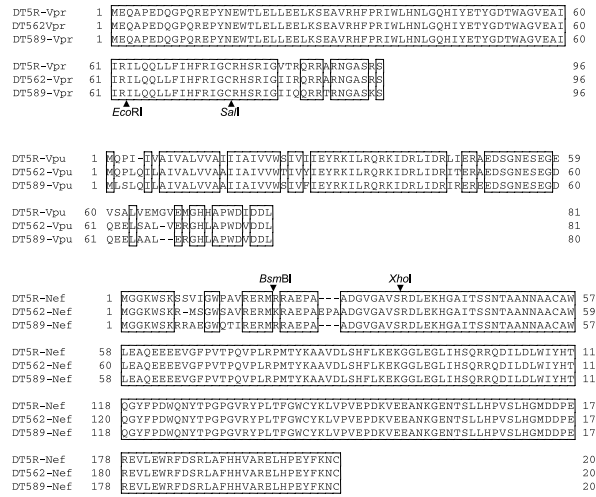 DT5R-Vpr 1 MEQAPEDQGPQREPYNEWTLELLEELKSEAVRHFPRIWLHNLGQHIYETYGDTWAGVEAI 60
DT562Vpr 1 MEQAPEDQGPQREPYNEWTLELLEELKSEAVRHFPRIWLHNLGQHIYETYGDTWAGVEAI 60
DT589-Vpr 1 MEQAPEDQGPQREPYNEWTLELLEELKSEAVRHFPRIWLHNLGQHIYETYGDTWAGVEAI 60
DT5R-Vpr 61 IRILQQLLFIHFRIGCRHSRIGVTRQRRARNGASRS 96
DT562-Vpr 61 IRILQQLLFIHFRIGCRHSRIGIIRQRRARNGASRS 96
DT589-Vpr 61 IRILQQLLFIHFRIGCRHSRIGIIQQRRTRNGASKS 96
EcoRI SalI
DT5R-Vpu 1 MQPI-IVAIVALVVAIIIAIVVWSIVIIEYRKILRQRKIDRLIDRLIERAEDSGNESEGE 59
DT562-Vpu 1 MQPLQILAIVALVVAAIIAIVVWTIVYIEYRKILRQRKIDRLIDRITERAEDSGNESEGD 60
DT589-Vpu 1 MLSLQILAIVALVVAAIIAIVVWSIVFIEYRKILRQRKIDRLIDRIREREEDSGNESEGD 60
DT5R-Vpu 60 VSALVEMGVEMGHHAPWDIDDL 81
DT562-Vpu 61 QEELSAL-VERGHLAPWDVDDL 81
DT589-Vpu 61 QEELAAL--ERGHLAPWDVDDL 80
BsmBI XhoI
DT5R-Nef 1 MGGKWSKSSVIGWPAVRERMRRAEPA---ADGVGAVSRDLEKHGAITSSNTAANNAACAW 57
DT562-Nef 1 MGGKWSKR-MSGWSAVRERMKRAEPAEPAADGVGAVSRDLEKHGAITSSNTAANNAACAW 59
DT589-Nef 1 MGGKWSKRRAEGWQTIRERMRRAEPA---ADGVGAVSRDLEKHGAITSSNTAANNAACAW 57
DT5R-Nef 58 LEAQEEEEVGFPVTPQVPLRPMTYKAAVDLSHFLKEKGGLEGLIHSQRRQDILDLWIYHT 11
DT562-Nef 60 LEAQEEEEVGFPVTPQVPLRPMTYKAAVDLSHFLKEKGGLEGLIHSQRRQDILDLWIYHT 11
DT589-Nef 58 LEAQEEEEVGFPVTPQVPLRPMTYKAAVDLSHFLKEKGGLEGLIHSQRRQDILDLWIYHT 11
DT5R-Nef 118 QGYFPDWQNYTPGPGVRYPLTFGWCYKLVPVEPDKVEEANKGENTSLLHPVSLHGMDDPE 17
DT562-Nef 120 QGYFPDWQNYTPGPGVRYPLTFGWCYKLVPVEPDKVEEANKGENTSLLHPVSLHGMDDPE 17
DT589-Nef 118 QGYFPDWQNYTPGPGVRYPLTFGWCYKLVPVEPDKVEEANKGENTSLLHPVSLHGMDDPE 17
DT5R-Nef 178 REVLEWRFDSRLAFHHVARELHPEYFKNC 20
DT562-Nef 180 REVLEWRFDSRLAFHHVARELHPEYFKNC 20
DT589-Nef 178 REVLEWRFDSRLAFHHVARELHPEYFKNC 20